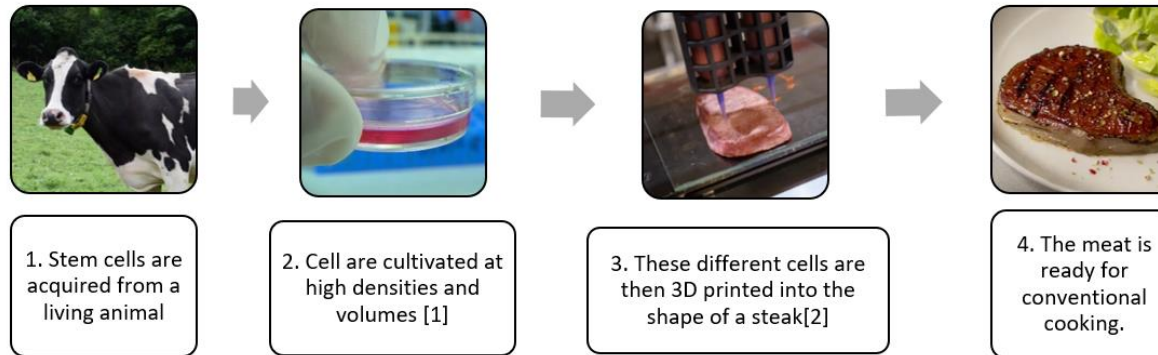 1. Stem cells are
acquired from a
living animal
2. Cell are cultivated at
high densities and
volumes [1]
3. These different cells are
then 3D printed into the
shape of a steak[2]
4. The meat is
ready for
conventional
cooking.